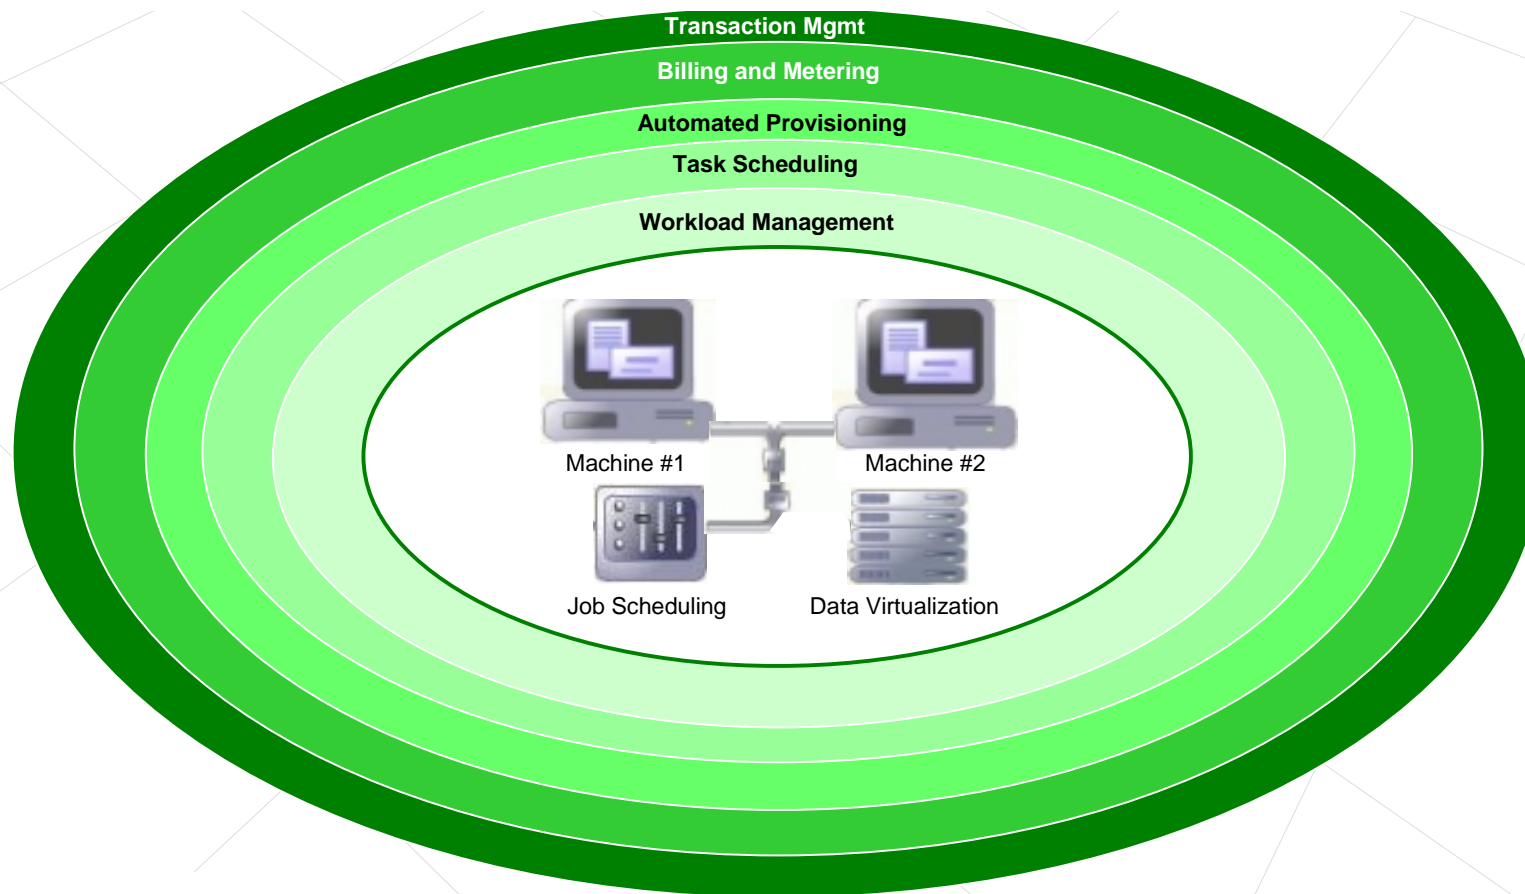 Transaction Mgmt
Billing and Metering
Automated Provisioning
Task Scheduling
Workload Management
Machine #1
Machine #2
Job Scheduling
Data Virtualization